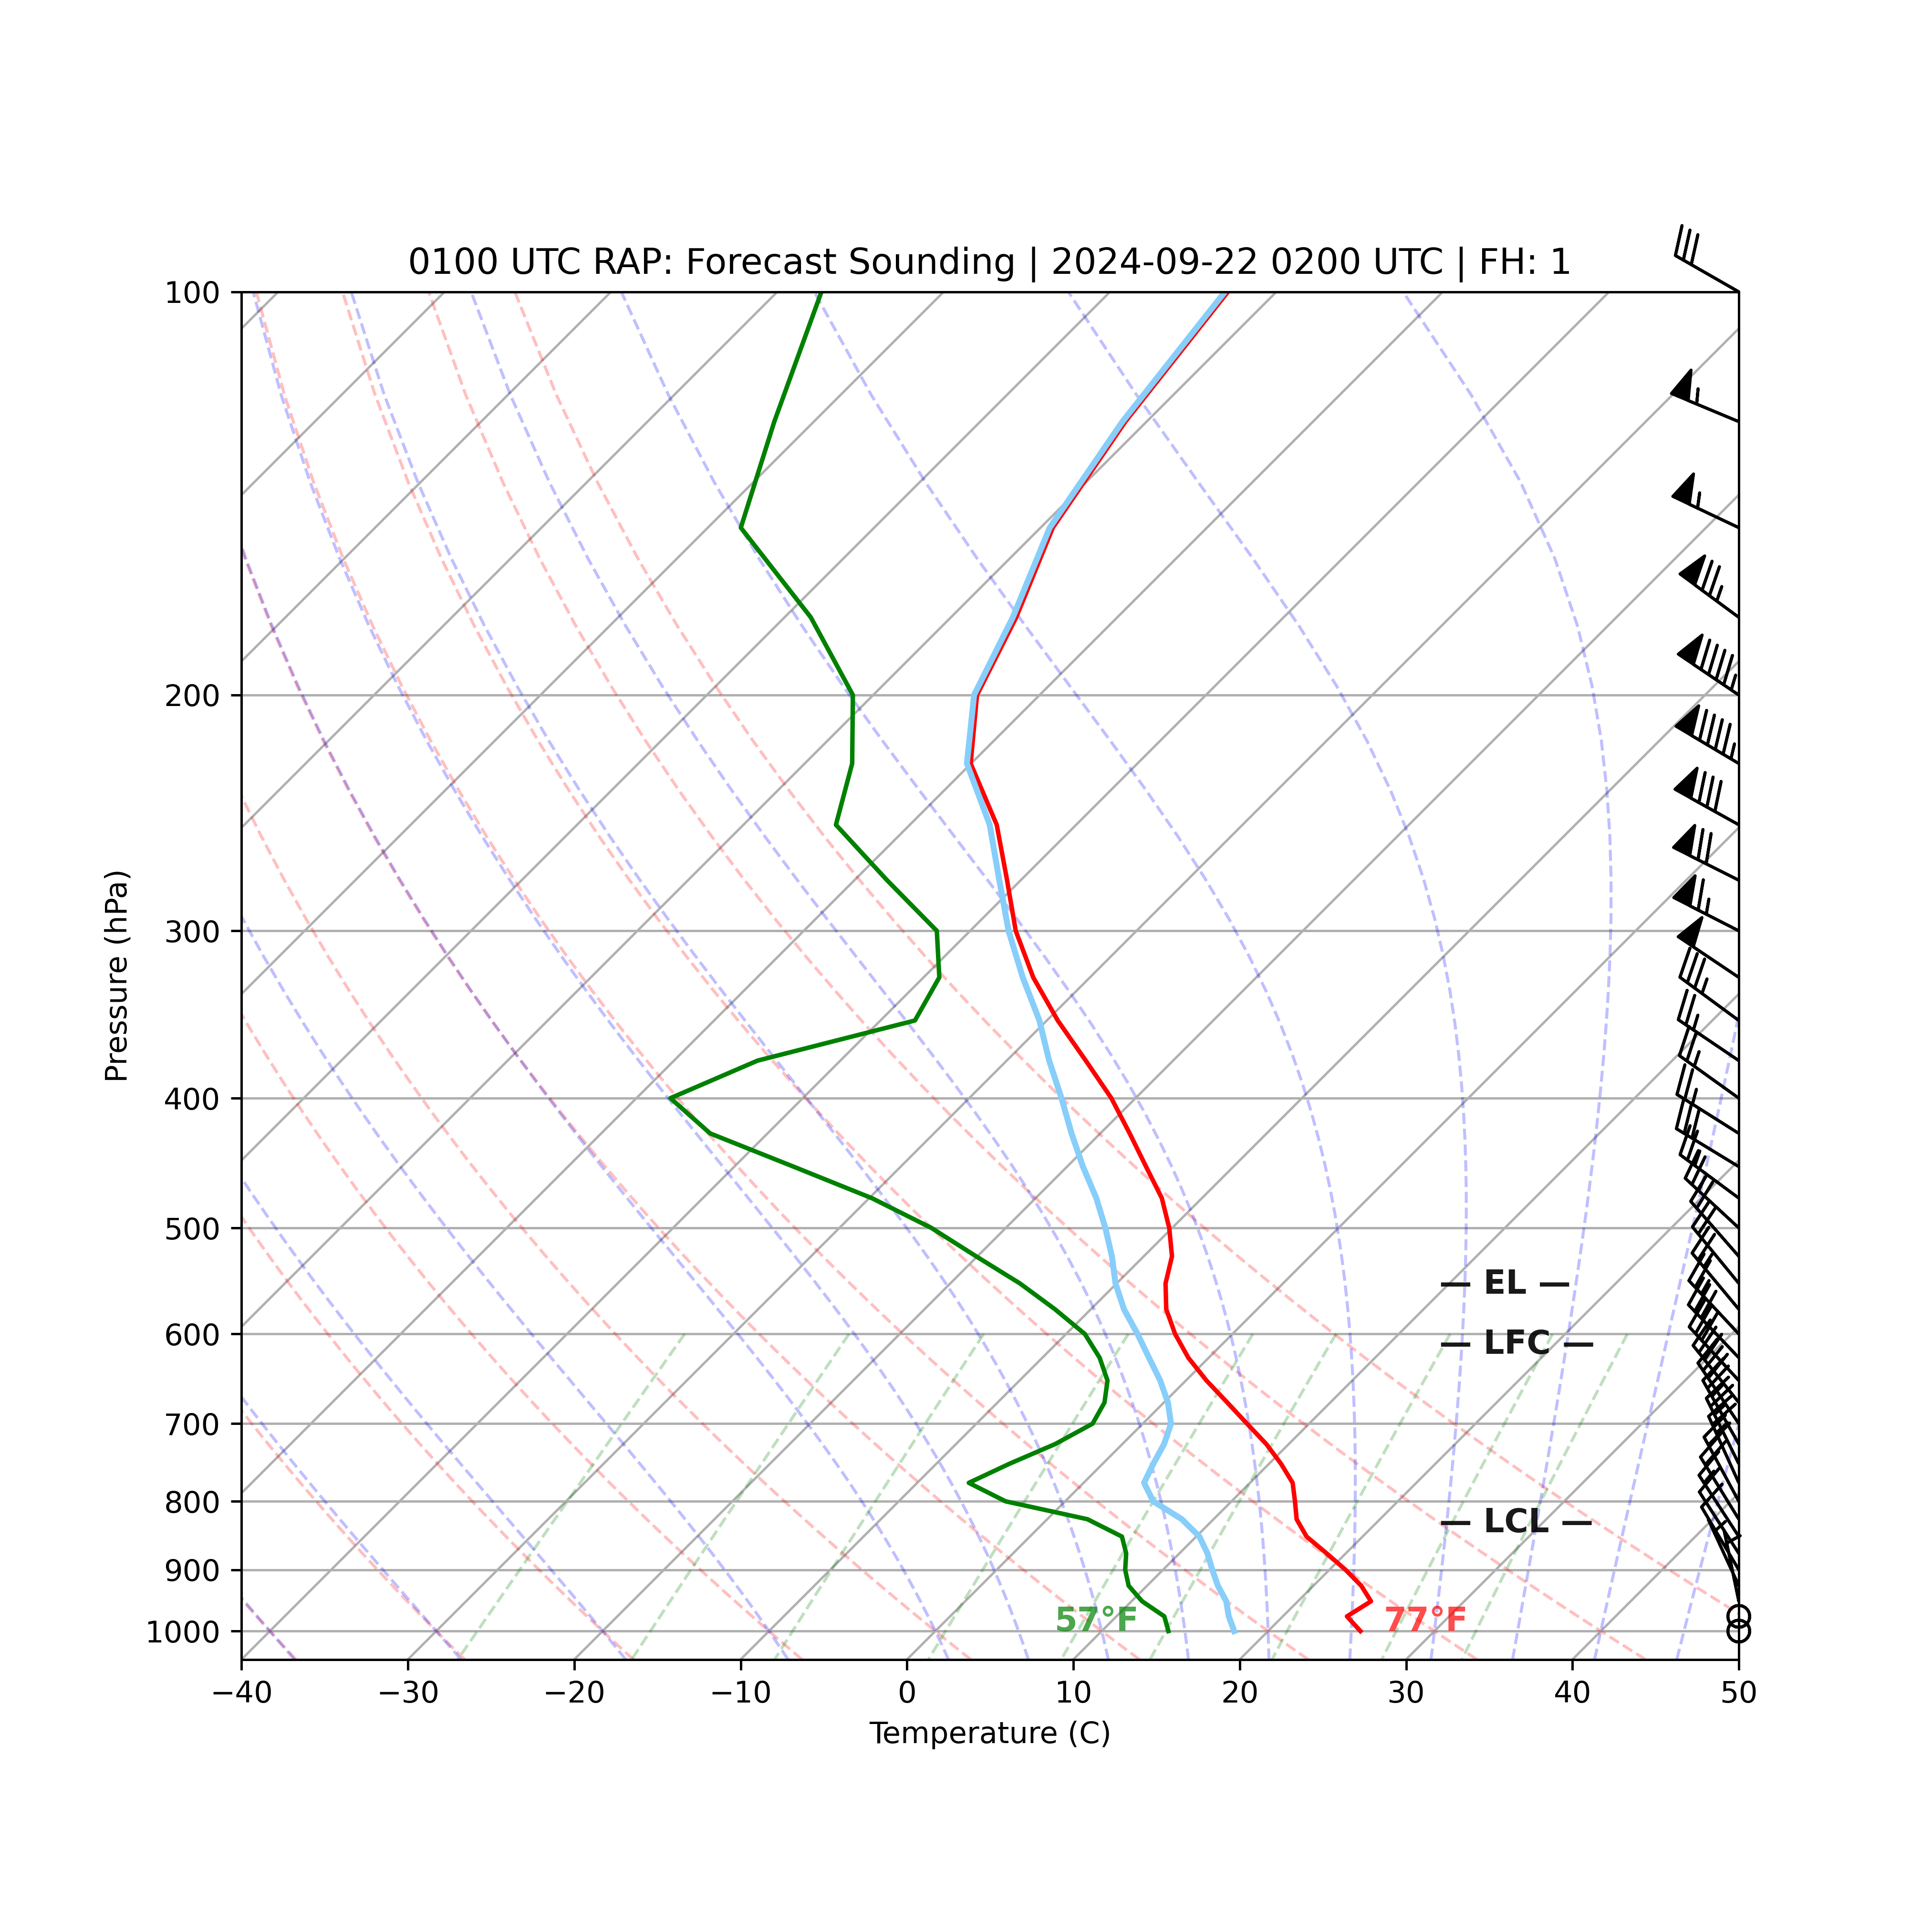 0100 UTC RAP: Forecast Sounding | 2024-09-22 0200 UTC | FH: 1
100
200
300
400
500
600
700
800
900
1000
Pressure (hPa)
— EL —
— LFC —
— LCL —
57°F
77°F
−40 −30 −20 −10 0 10 20 30 40 50
Temperature (C)